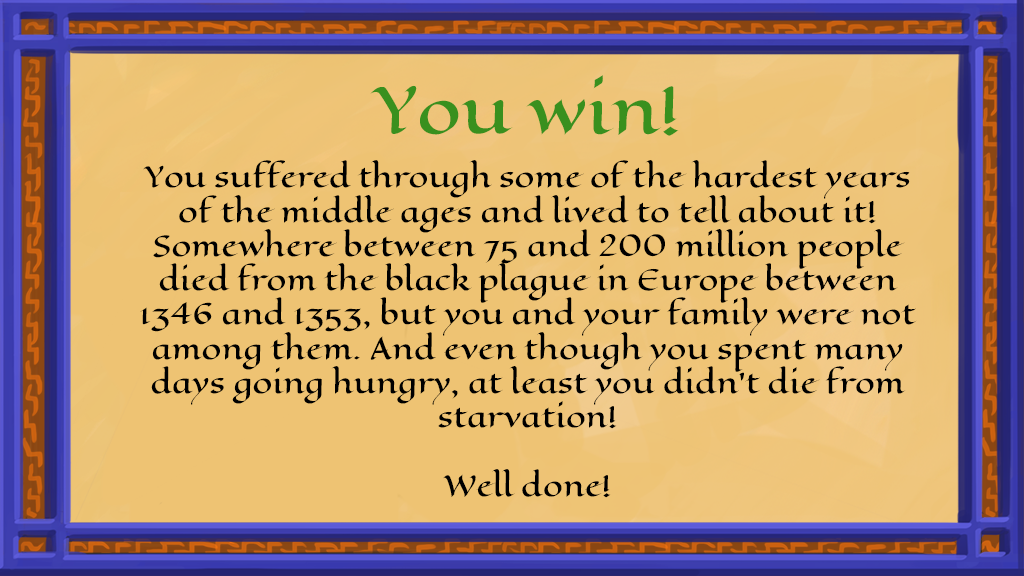 You win!
You suffered through some of the hardest years
of the middle ages and lived to tell about it!
Somewhere between 75 and 200 million people
died from the black plague in Europe between
1346 and 1353, but you and your family were not
among them. And even though you spent many
days going hungry, at least you didn't die from
starvation!
Well done!